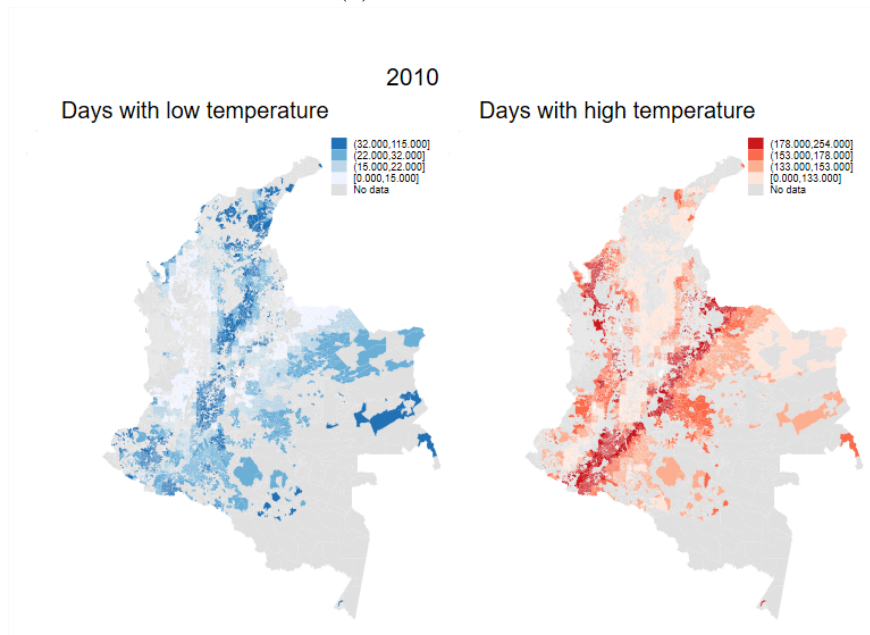 2010
Days with low temperature
(32.000,115.000]
(22.000,32.000]
(15.000,22.000]
[0.000,15.000]
No data
Days with high temperature
(178.000,254.000]
(153.000,178.000]
(133.000,153.000]
[0.000,133.000]
No data